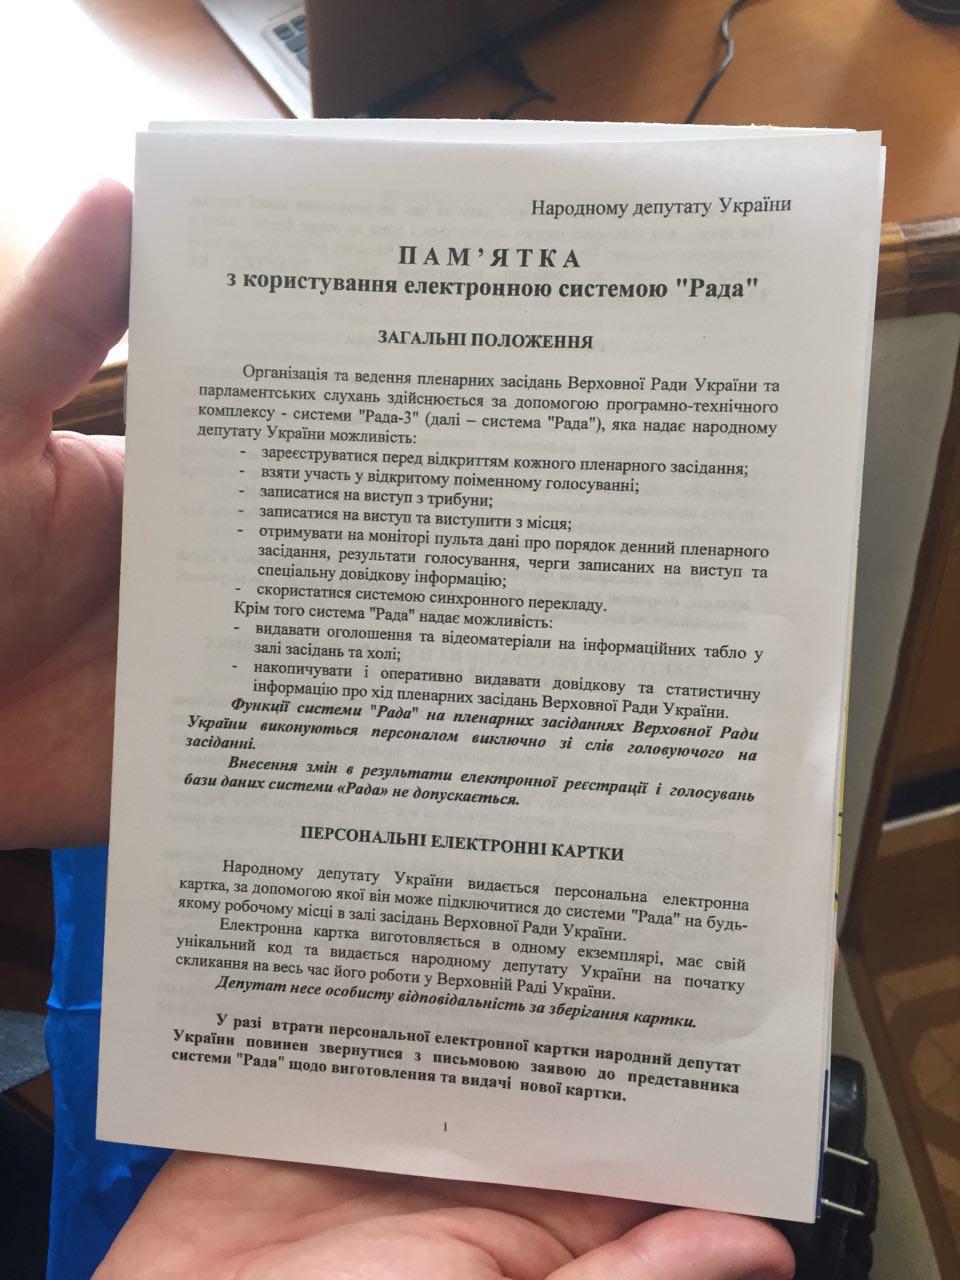 Народному депутату України
ПАМ’ЯТКА
з користування електронною системою "Рада"
ЗАГАЛЬНІ ПОЛОЖЕННЯ
Організація та ведення пленарних засідань Верховної Ради України та
парламентських слухань здійснюється за допомогою програмно-технічного
комплексу - системи "Рада-3" (далі – система "Рада"), яка надає народному
депутату України можливість:
- зареєструватися перед відкриттям кожного пленарного засідання;
- взяти участь у відкритому поіменному голосуванні;
- записатися на виступ з трибуни;
- записатися на виступ та виступити з місця;
- отримувати на моніторі пульта дані про порядок денний пленарного
засідання, результати голосування, черги записаних на виступ та
спеціальну довідкову інформацію;
- скористатися системою синхронного перекладу.
Крім того система "Рада" надає можливість:
- видавати оголошення та відеоматеріали на інформаційних табло у
залі засідань та холі;
- накопичувати і оперативно видавати довідкову та статистичну
інформацію про хід пленарних засідань Верховної Ради України.
Функції системи "Рада" на пленарних засіданнях Верховної Ради
України виконуються персоналом виключно зі слів головуючого на
засіданні.
Внесення змін в результати електронної реєстрації і голосувань
бази даних системи «Рада» не допускається.
ПЕРСОНАЛЬНІ ЕЛЕКТРОННІ КАРТКИ
Народному депутату України видається персональна електронна
картка, за допомогою якої він може підключитися до системи "Рада" на будь-
якому робочому місці в залі засідань Верховної Ради України.
Електронна картка виготовляється в одному екземплярі, має свій
унікальний код та видається народному депутату України на початку
скликання на весь час його роботи у Верховній Раді України.
Депутат несе особисту відповідальність за зберігання картки.
У разі втрати персональної електронної картки народний депутат
України повинен звернутися з письмовою заявою до представника
системи "Рада" щодо виготовлення та видачі нової картки.
1